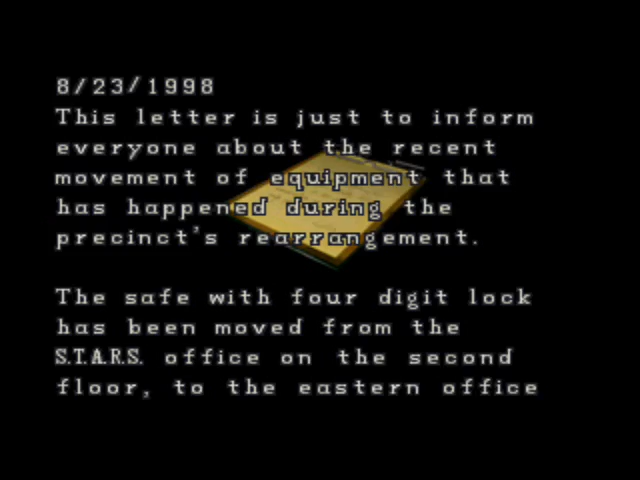 8/23/1998
This letter is just to inform
everyone about the recent
movement of equipment that
has happened during the
precinct's rearrangement.
The safe with four digit lock
has been moved from the
S.T.A.R.S. office on the second
floor, to the eastern office